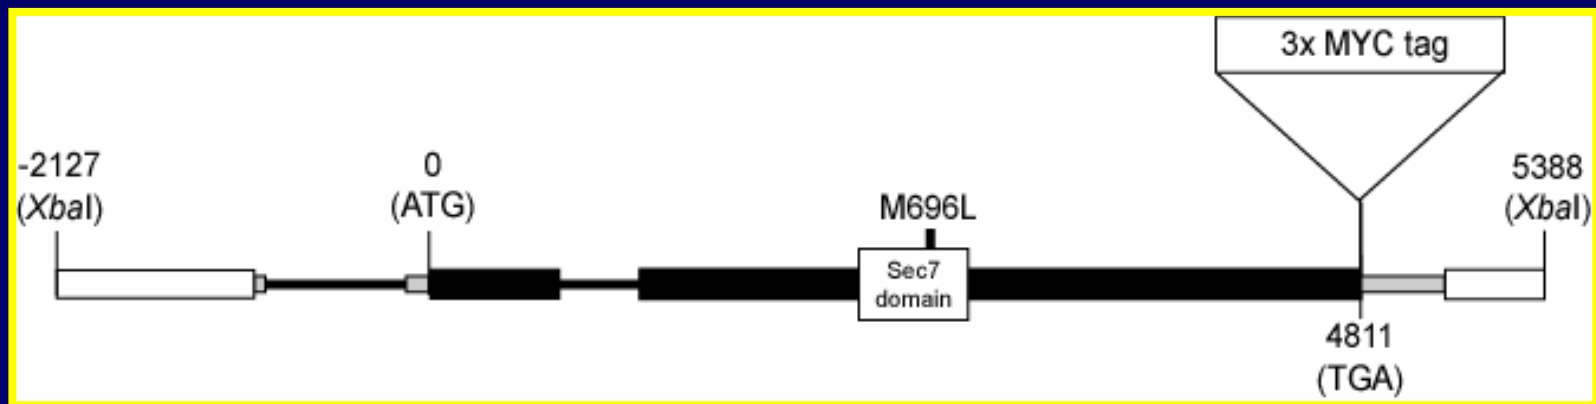 3x MYC tag
-2127
(XbaI)
0
(ATG)
M696L
5388
(XbaI)
Sec7
domain
4811
(TGA)